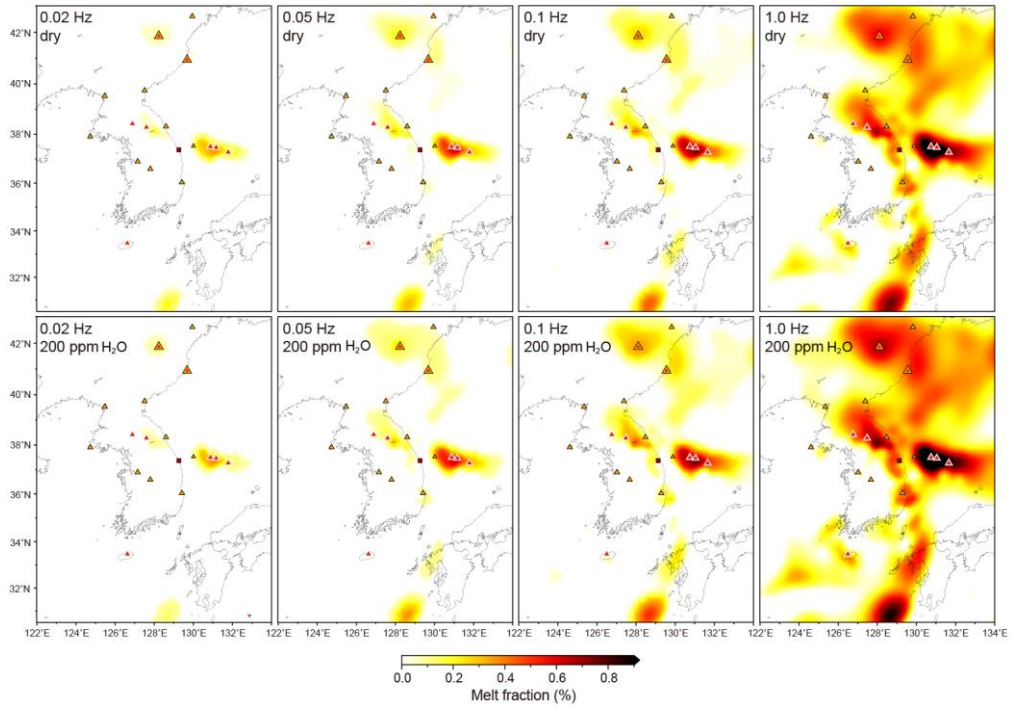 0.02 Hz
dry
0.05 Hz
dry
0.1 Hz
dry
1.0 Hz
dry
42°N
40°N
38°N
36°N
34°N
32°N
0.02 Hz
200 ppm H₂O
0.05 Hz
200 ppm H₂O
0.1 Hz
200 ppm H₂O
1.0 Hz
200 ppm H₂O
42°N
40°N
38°N
36°N
34°N
32°N
122°E 126°E 128°E 130°E 132°E 122°E 126°E 128°E 130°E 132°E 122°E 126°E 128°E 130°E 132°E 122°E 126°E 128°E 130°E 132°E 134°E
0.0 0.2 0.4 0.6 0.8
Melt fraction (%)